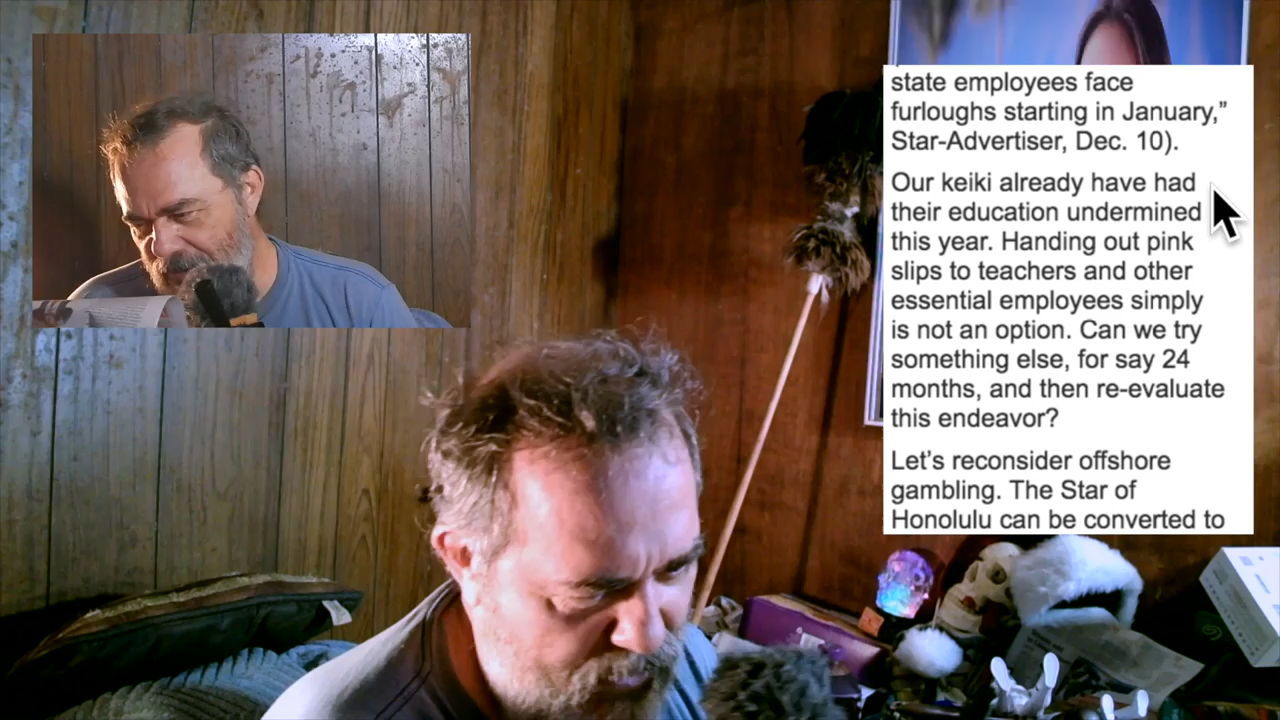 state employees face
furloughs starting in January,”
Star-Advertiser, Dec. 10).
Our keiki already have had
their education undermined
this year. Handing out pink
slips to teachers and other
essential employees simply
is not an option. Can we try
something else, for say 24
months, and then re-evaluate
this endeavor?
Let’s reconsider offshore
gambling. The Star of
Honolulu can be converted to